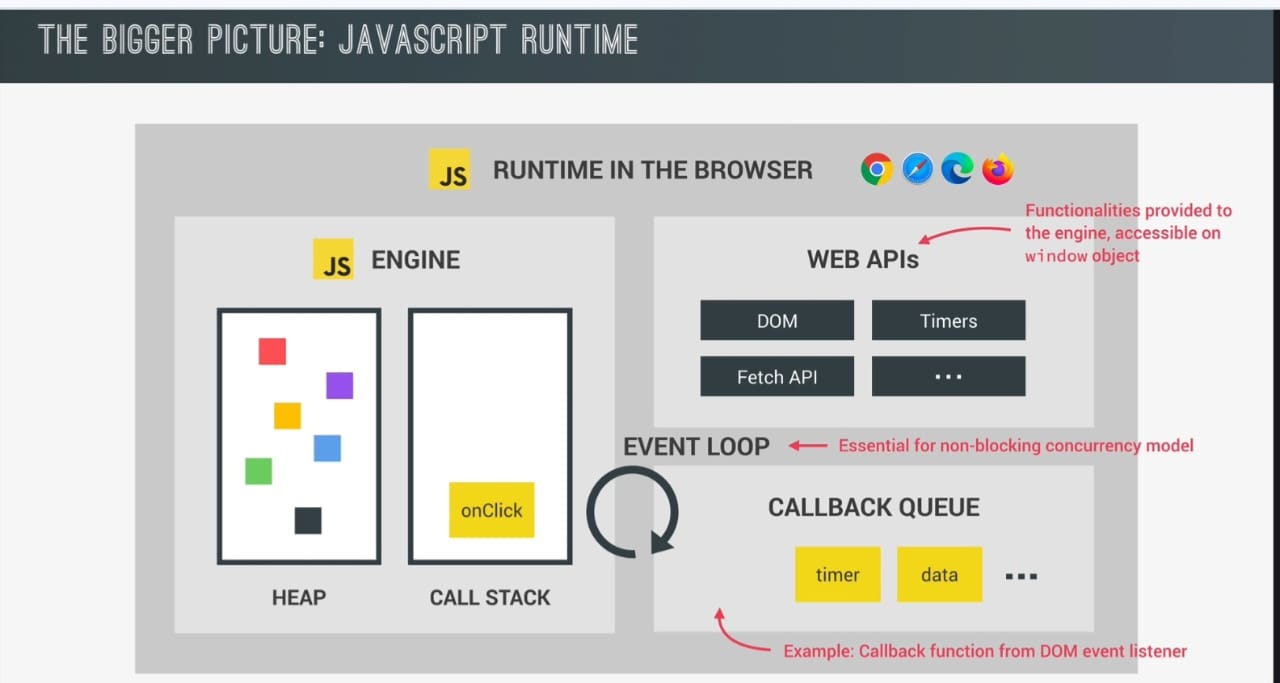 THE BIGGER PICTURE: JAVASCRIPT RUNTIME
JS RUNTIME IN THE BROWSER
Functionalities provided to
the engine, accessible on
window object
JS ENGINE
WEB APIs
DOM
Timers
Fetch API
...
EVENT LOOP
Essential for non-blocking concurrency model
onClick
CALLBACK QUEUE
timer
data
...
HEAP
CALL STACK
Example: Callback function from DOM event listener